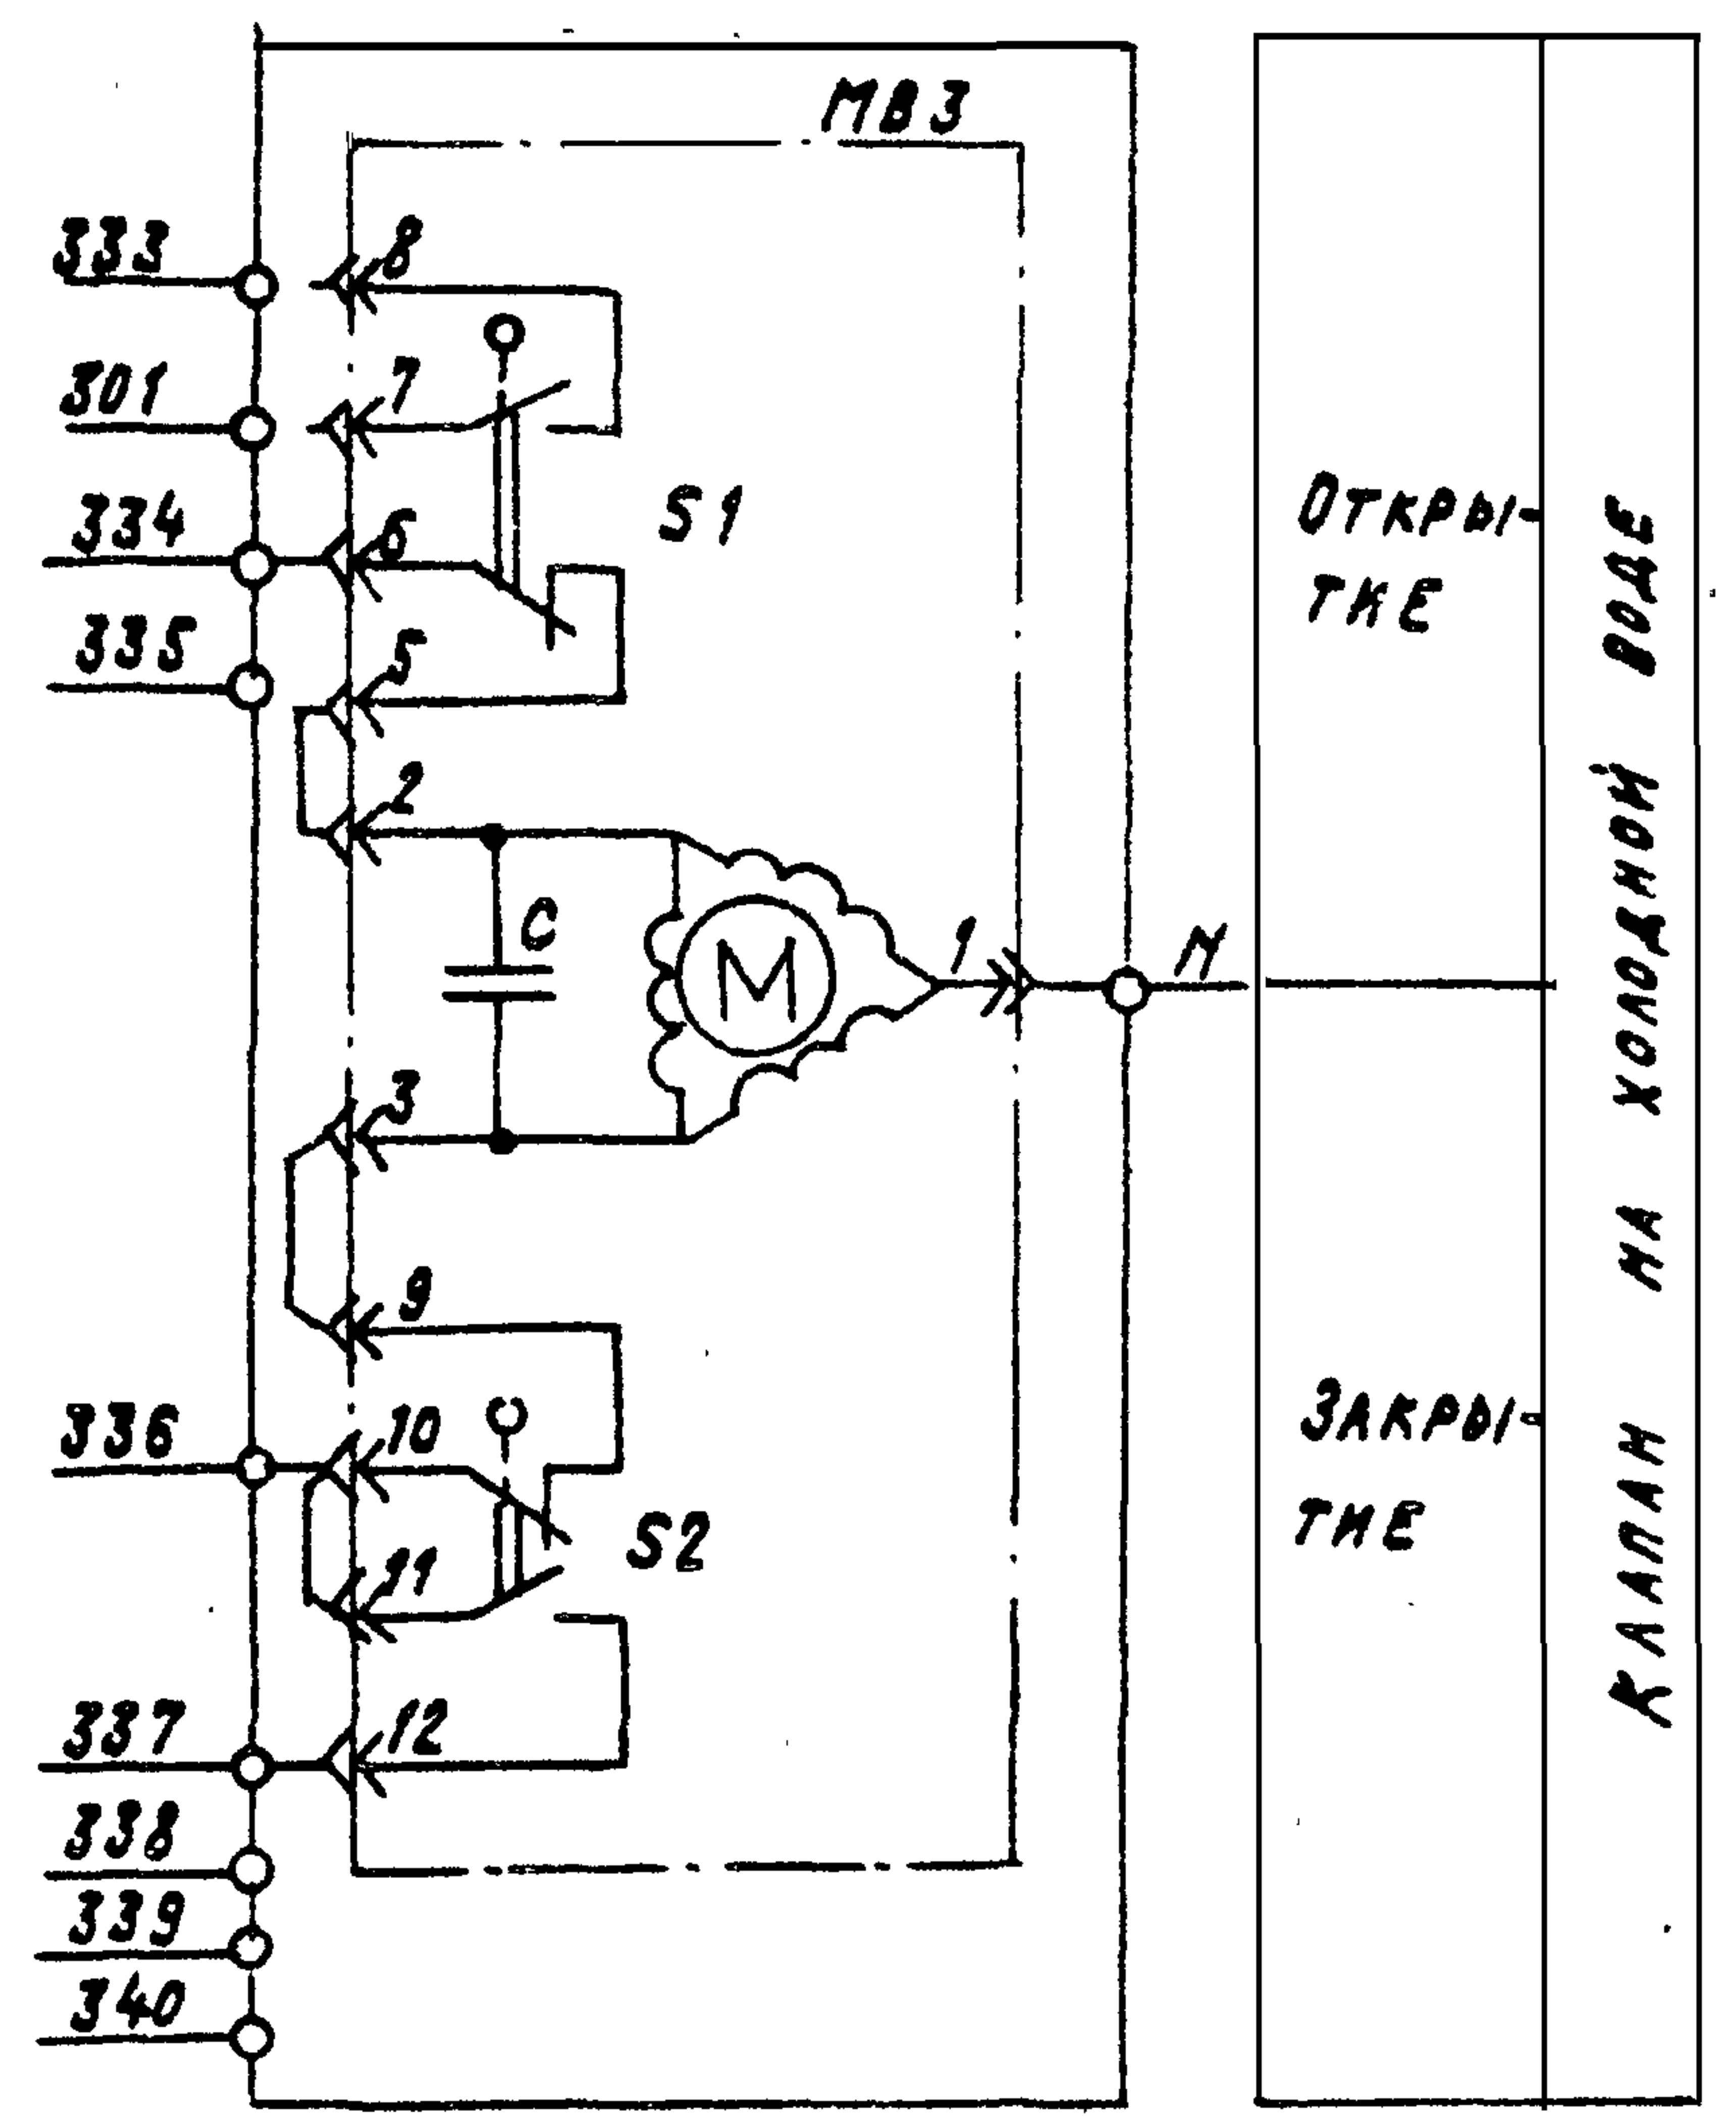 МВ3
333
8
301
7
S1
334
6
335
5
2
C
M
1
N
3
9
336
10
S2
11
337
12
338
339
340
Откры-
тие
Закры-
тие
Клапан на холодной воде